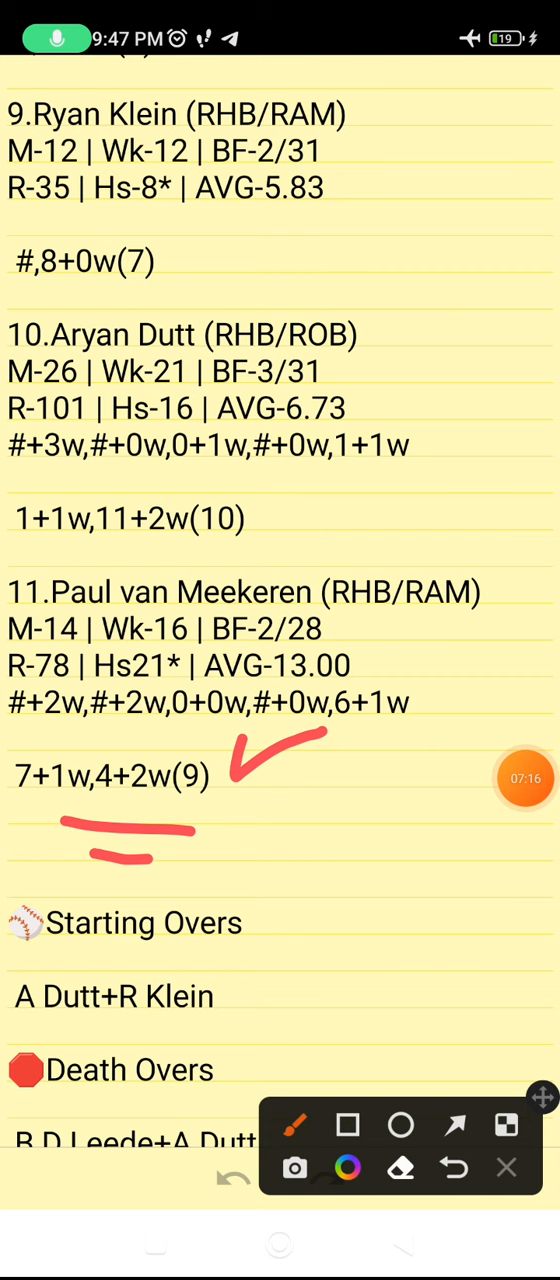 9:47 PM
19
9.Ryan Klein (RHB/RAM)
M-12 | Wk-12 | BF-2/31
R-35 | Hs-8* | AVG-5.83
#,8+0w(7)
10.Aryan Dutt (RHB/ROB)
M-26 | Wk-21 | BF-3/31
R-101 | Hs-16 | AVG-6.73
#+3w,#+0w,0+1w,#+0w,1+1w
1+1w,11+2w(10)
11.Paul van Meekeren (RHB/RAM)
M-14 | Wk-16 | BF-2/28
R-78 | Hs21* | AVG-13.00
#+2w,#+2w,0+0w,#+0w,6+1w
7+1w,4+2w(9)
07:16
Starting Overs
A Dutt+R Klein
Death Overs
B D Leede+A Dutt